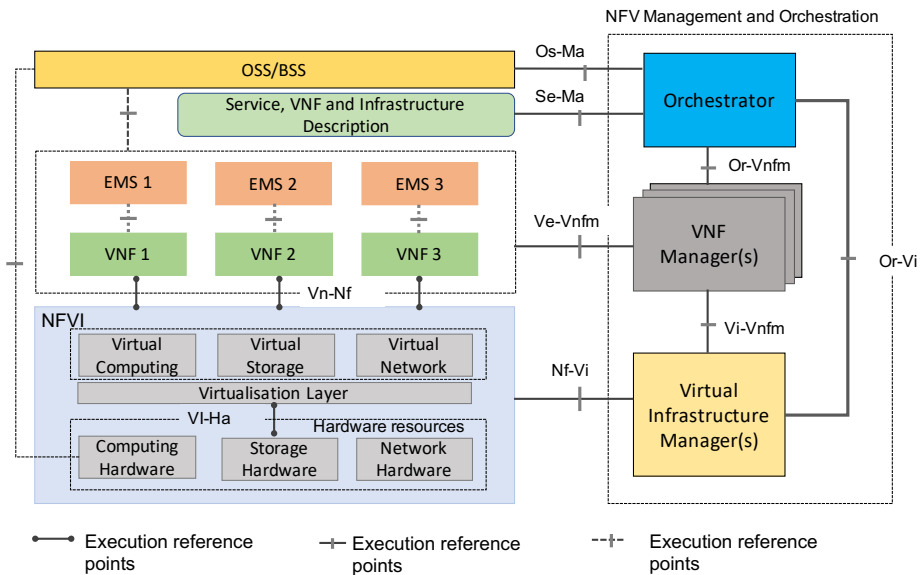 NFV Management and Orchestration
Os-Ma
OSS/BSS
Se-Ma
Orchestrator
Service, VNF and Infrastructure
Description
Or-Vnfm
EMS 1
EMS 2
EMS 3
Ve-Vnfm
VNF
Manager(s)
VNF 1
VNF 2
VNF 3
Or-Vi
Vn-Nf
NFVI
Vi-Vnfm
Virtual
Computing
Virtual
Storage
Virtual
Network
Nf-Vi
Virtualisation Layer
Virtual
Infrastructure
Manager(s)
VI-Ha
Hardware resources
Computing
Hardware
Storage
Hardware
Network
Hardware
Execution reference
points
Execution reference
points
Execution reference
points